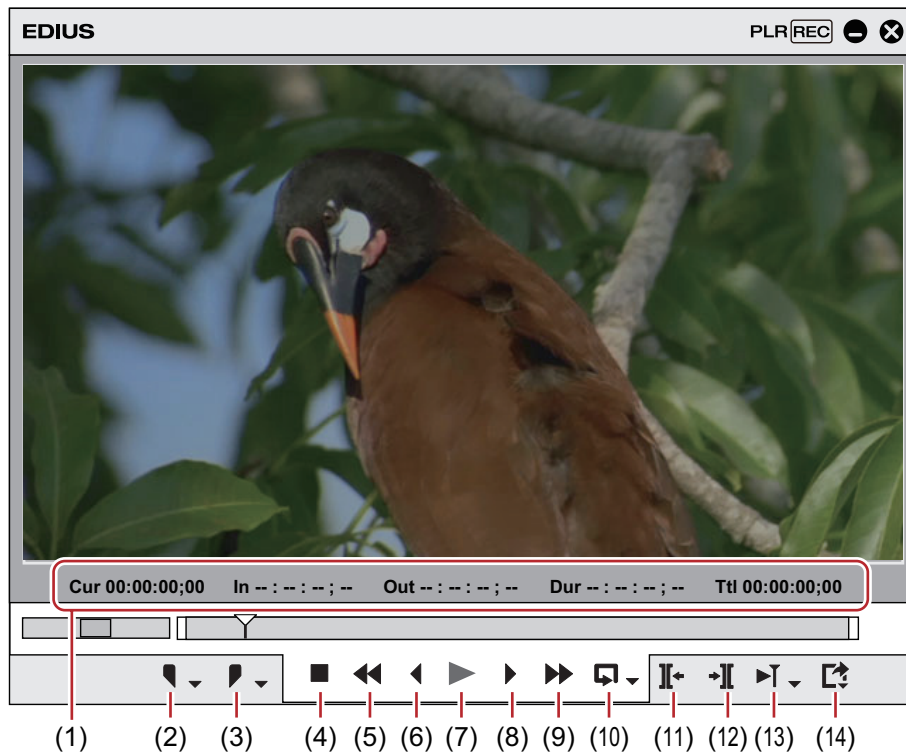 EDIUS
PLR REC
Cur 00:00:00;00 In -- : -- : -- ; -- Out -- : -- : -- ; -- Dur -- : -- : -- ; -- Ttl 00:00:00;00
(1) (2) (3) (4) (5) (6) (7) (8) (9) (10) (11) (12) (13) (14)